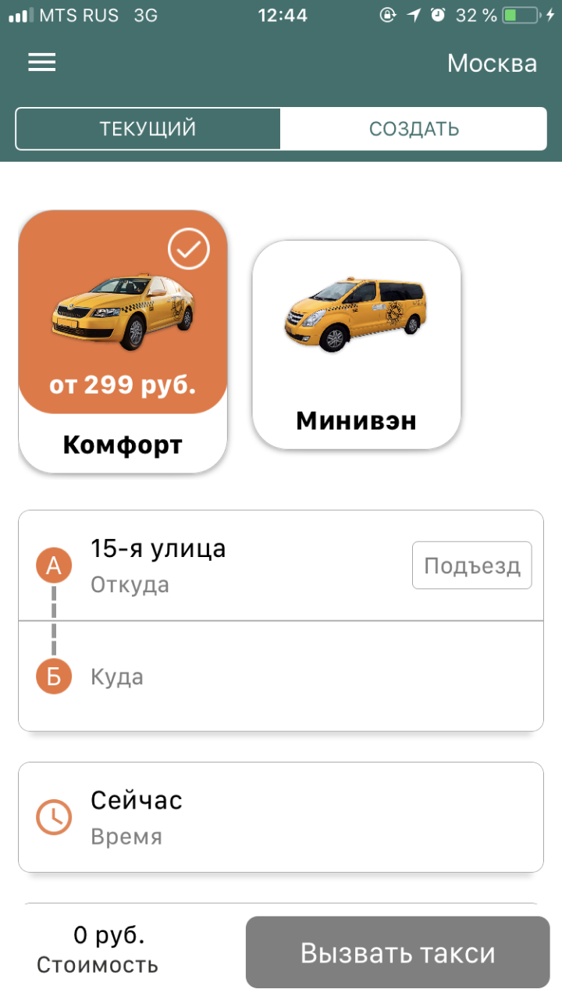 MTS RUS 3G 12:44 32 %
Москва
ТЕКУЩИЙ СОЗДАТЬ
от 299 руб.
Комфорт
Минивэн
А
15-я улица
Откуда
Подъезд
Б
Куда
Сейчас
Время
0 руб.
Стоимость
Вызвать такси